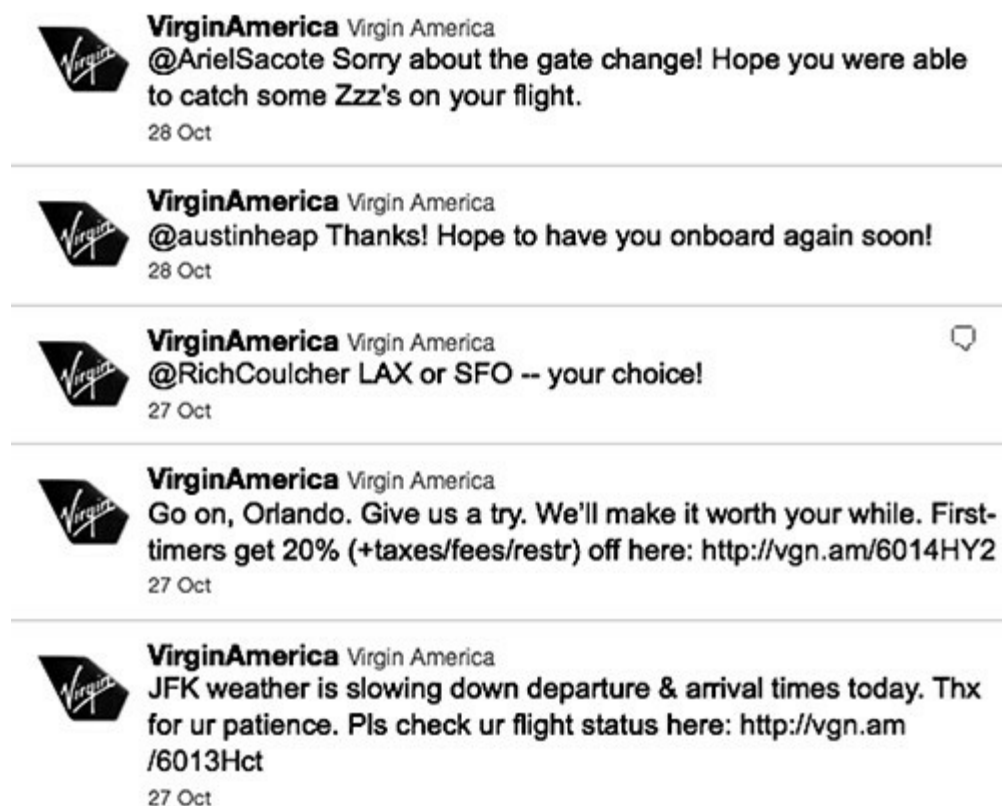 Virgin
VirginAmerica Virgin America
@ArielSacote Sorry about the gate change! Hope you were able
to catch some Zzz's on your flight.
28 Oct
Virgin
VirginAmerica Virgin America
@austinheap Thanks! Hope to have you onboard again soon!
28 Oct
Virgin
VirginAmerica Virgin America
@RichCoulcher LAX or SFO -- your choice!
27 Oct
Virgin
VirginAmerica Virgin America
Go on, Orlando. Give us a try. We'll make it worth your while. First-
timers get 20% (+taxes/fees/restr) off here: http://vgn.am/6014HY2
27 Oct
Virgin
VirginAmerica Virgin America
JFK weather is slowing down departure & arrival times today. Thx
for ur patience. Pls check ur flight status here: http://vgn.am
/6013Hct
27 Oct